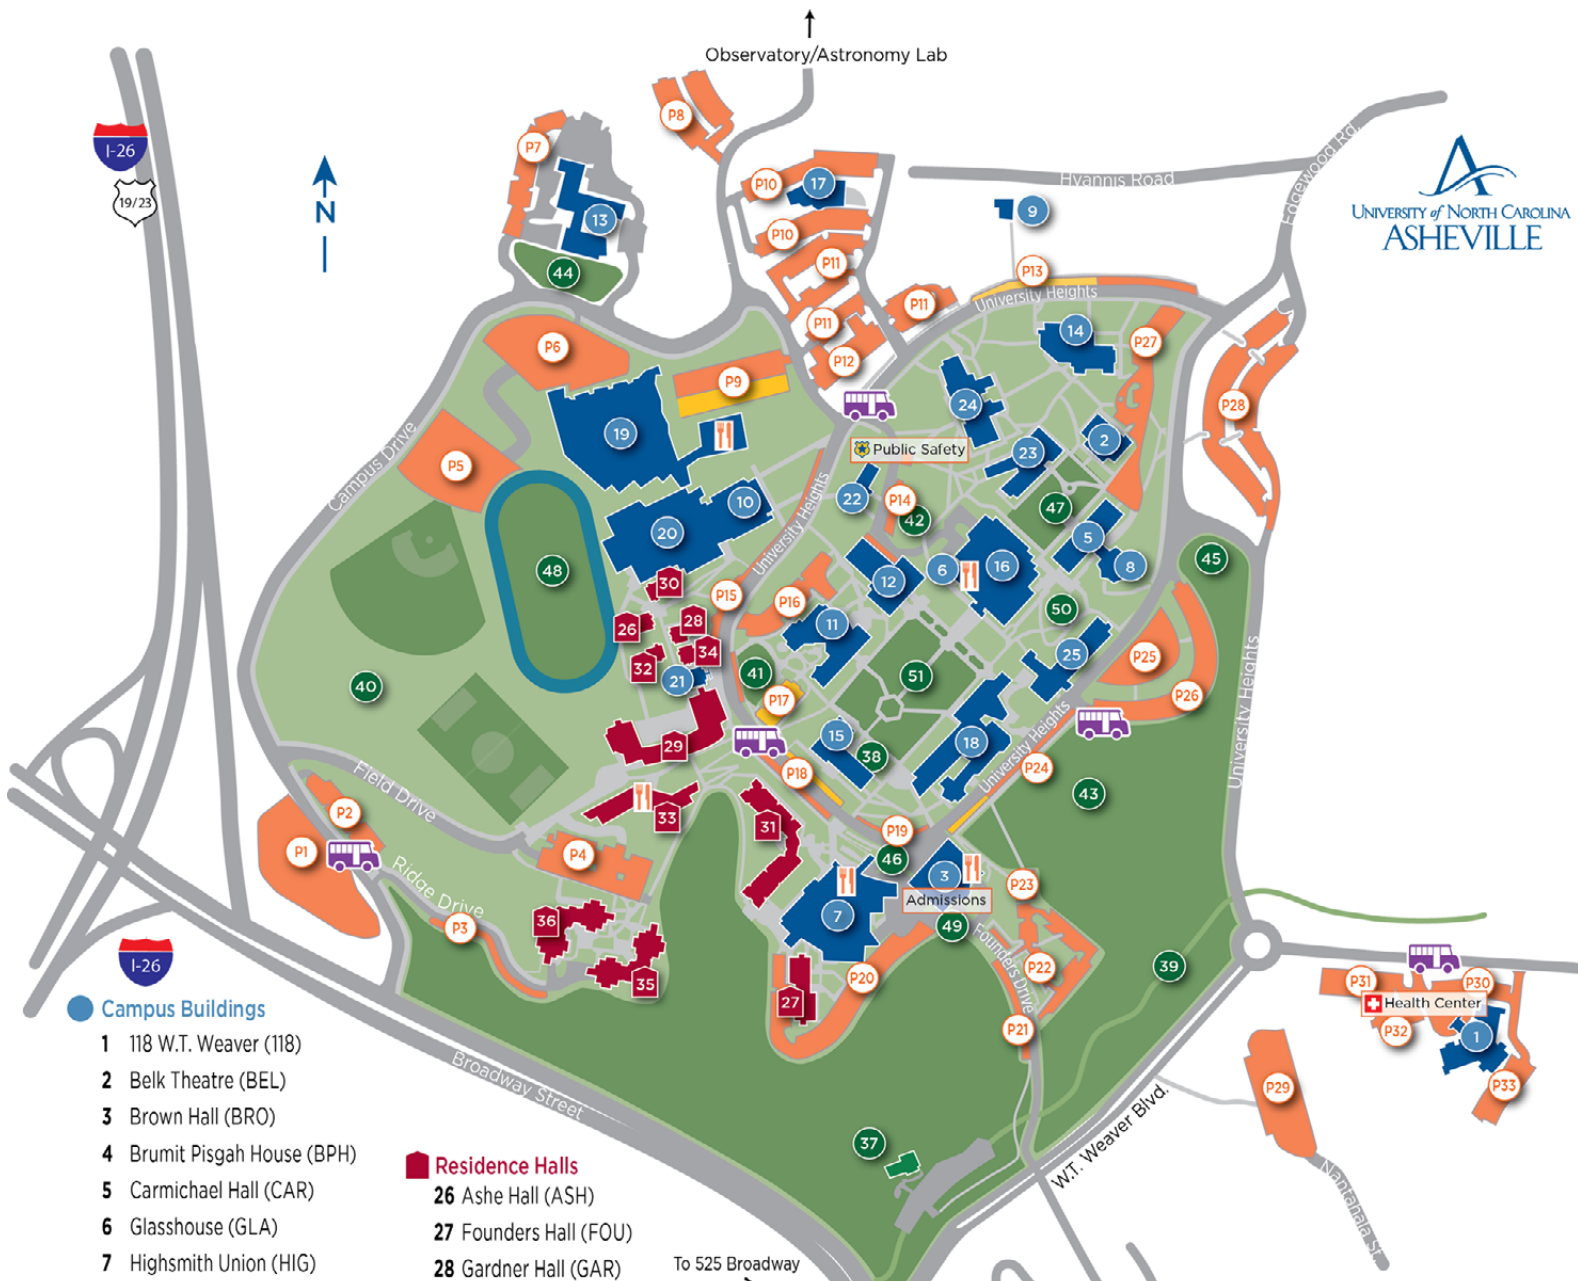 Observatory/Astronomy Lab
I-26
19/23
N
P8
P7
13
44
P10
17
P10
P11
P11
P11
P12
Hyannis Road
Edgewood Rd.
9
P13
University Heights
UNIVERSITY of NORTH CAROLINA
ASHEVILLE
P6
P9
19
P5
Campus Drive
14
P27
24
2
23
P28
Public Safety
22
P14
42
47
10
20
University Heights
48
5
8
45
12
6
16
30
P15
P16
50
26
28
11
34
32
25
P25
40
21
41
51
P26
P17
University Heights
29
15
38
18
University Heights
P24
43
P18
Field Drive
P2
33
31
P19
P1
P4
46
3
P23
Ridge Drive
Admissions
36
7
49
P3
Founders Drive
39
35
P20
P22
27
P21
P31
P30
Health Center
P32
1
P29
P33
I-26
Broadway Street
W.T. Weaver Blvd.
37
Nantahala St.
Campus Buildings
1 118 W.T. Weaver (118)
2 Belk Theatre (BEL)
3 Brown Hall (BRO)
4 Brumit Pisgah House (BPH)
5 Carmichael Hall (CAR)
6 Glasshouse (GLA)
7 Highsmith Union (HIG)
Residence Halls
26 Ashe Hall (ASH)
27 Founders Hall (FOU)
28 Gardner Hall (GAR)
To 525 Broadway